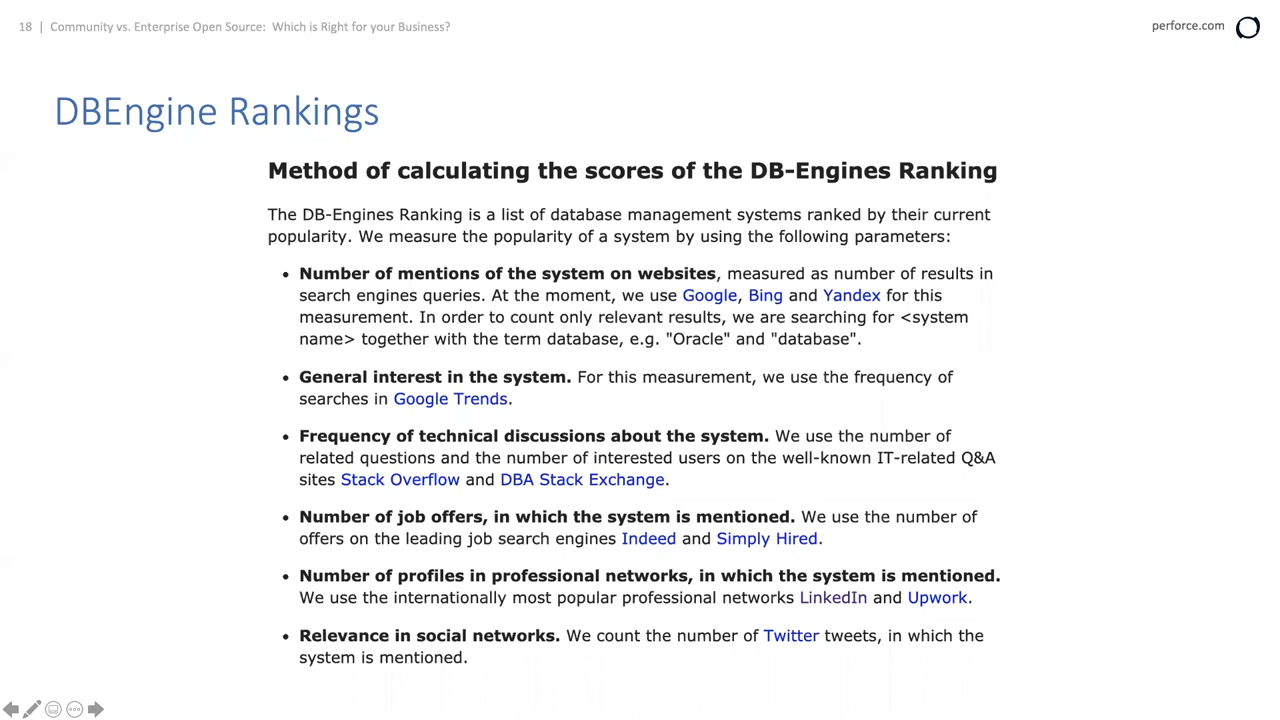 18 | Community vs. Enterprise Open Source: Which is Right for your Business?
perforce.com
DBEngine Rankings
Method of calculating the scores of the DB-Engines Ranking
The DB-Engines Ranking is a list of database management systems ranked by their current
popularity. We measure the popularity of a system by using the following parameters:
• Number of mentions of the system on websites, measured as number of results in
search engines queries. At the moment, we use Google, Bing and Yandex for this
measurement. In order to count only relevant results, we are searching for <system
name> together with the term database, e.g. "Oracle" and "database".
• General interest in the system. For this measurement, we use the frequency of
searches in Google Trends.
• Frequency of technical discussions about the system. We use the number of
related questions and the number of interested users on the well-known IT-related Q&A
sites Stack Overflow and DBA Stack Exchange.
• Number of job offers, in which the system is mentioned. We use the number of
offers on the leading job search engines Indeed and Simply Hired.
• Number of profiles in professional networks, in which the system is mentioned.
We use the internationally most popular professional networks LinkedIn and Upwork.
• Relevance in social networks. We count the number of Twitter tweets, in which the
system is mentioned.